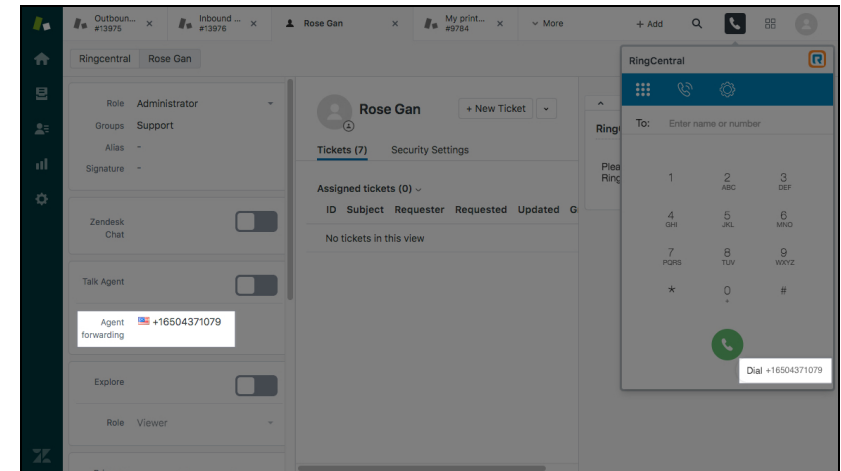 Outboun...
#13975
Inbound ...
#13976
Rose Gan
My print...
#9784
More
+ Add
Ringcentral
Rose Gan
Role Administrator
Groups Support
Alias -
Signature -
Zendesk
Chat
Talk Agent
Agent
forwarding
+16504371079
Explore
Role Viewer
Rose Gan
+ New Ticket
Tickets (7)
Security Settings
Assigned tickets (0)
ID Subject Requester Requested Updated G
No tickets in this view
Ring
Plea
Ring
RingCentral
To: Enter name or number
1 2 3
ABC DEF
4 5 6
GHI JKL MNO
7 8 9
PQRS TUV WXYZ
* 0 #
+
Dial +16504371079